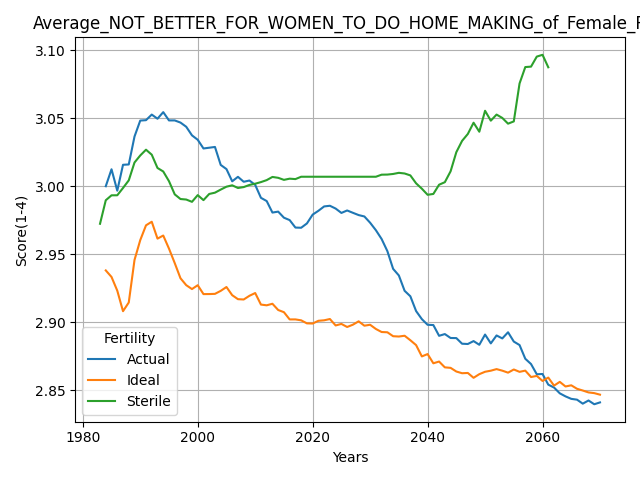 Average_NOT_BETTER_FOR_WOMEN_TO_DO_HOME_MAKING_of_Female_
3.10
3.05
3.00
2.95
2.90
2.85
Score(1-4)
Fertility
Actual
Ideal
Sterile
1980 2000 2020 2040 2060
Years